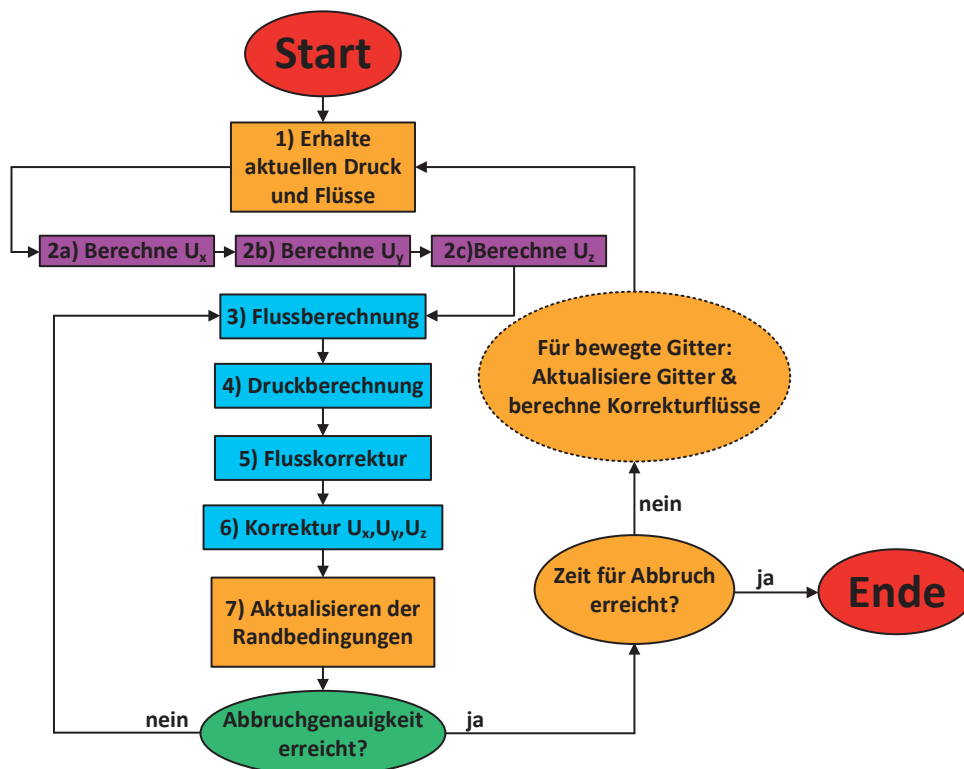 Start
1) Erhalte
aktuellen Druck
und Flüsse
2a) Berechne Ux
2b) Berechne Uy
2c)Berechne Uz
3) Flussberechnung
4) Druckberechnung
5) Flusskorrektur
6) Korrektur Ux,Uy,Uz
7) Aktualisieren der
Randbedingungen
Abbruchgenauigkeit
erreicht?
nein
ja
Zeit für Abbruch
erreicht?
nein
ja
Für bewegte Gitter:
Aktualisiere Gitter &
berechne Korrekturflüsse
Ende